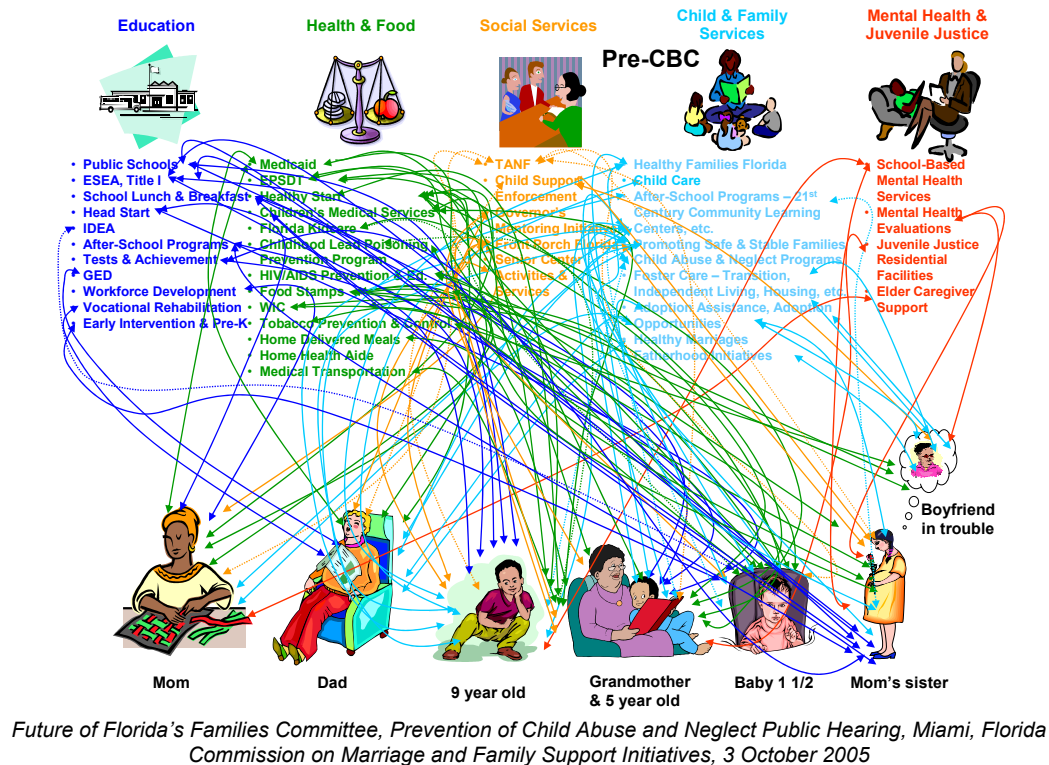 Education
Health & Food
Social Services
Child & Family
Services
Mental Health &
Juvenile Justice
Pre-CBC
• Public Schools
• ESEA, Title I
• School Lunch & Breakfast
• Head Start
• IDEA
• After-School Programs
• Tests & Achievement
• GED
• Workforce Development
• Vocational Rehabilitation
• Early Intervention & Pre-K
• Medicaid
• EPSDT
• Healthy Start
• Children's Medical Services
• Florida Kidcare
• Childhood Lead Poisoning
Prevention Program
• HIV/AIDS Prevention & Ed.
• Food Stamps
• WIC
• Tobacco Prevention & Control
• Home Delivered Meals
• Home Health Aide
• Medical Transportation
• TANF
• Child Support
Enforcement
• Governor's
Mentoring Initiative
• Front Porch Florida
• Senior Center
Activities &
Services
• Healthy Families Florida
• Child Care
• After-School Programs – 21st
Century Community Learning
Centers, etc.
• Promoting Safe & Stable Families
• Child Abuse & Neglect Programs
• Foster Care – Transition,
Independent Living, Housing, etc
• Adoption Assistance, Adoption
Opportunities
• Healthy Marriages
• Fatherhood Initiatives
• School-Based
Mental Health
Services
• Mental Health
Evaluations
• Juvenile Justice
• Residential
Facilities
• Elder Caregiver
Support
Boyfriend
in trouble
Mom
Dad
9 year old
Grandmother
& 5 year old
Baby 1 1/2
Mom's sister
Future of Florida's Families Committee, Prevention of Child Abuse and Neglect Public Hearing, Miami, Florida
Commission on Marriage and Family Support Initiatives, 3 October 2005